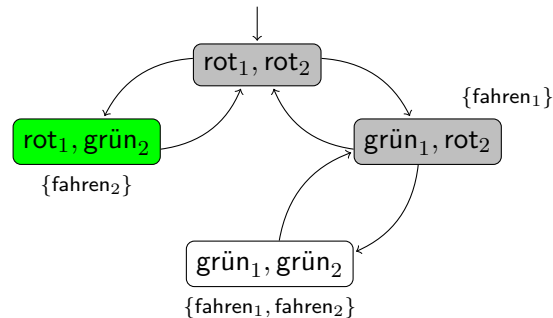 rot₁, rot₂
{fahren₁}
rot₁, grün₂
grün₁, rot₂
{fahren₂}
grün₁, grün₂
{fahren₁, fahren₂}